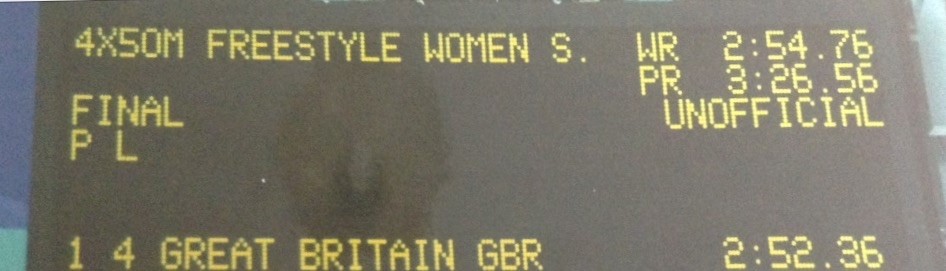 4X50M FREESTYLE WOMEN S. WR 2:54.76
PR 3:26.56
FINAL UNOFFICIAL
P L
1 4 GREAT BRITAIN GBR 2:52.36